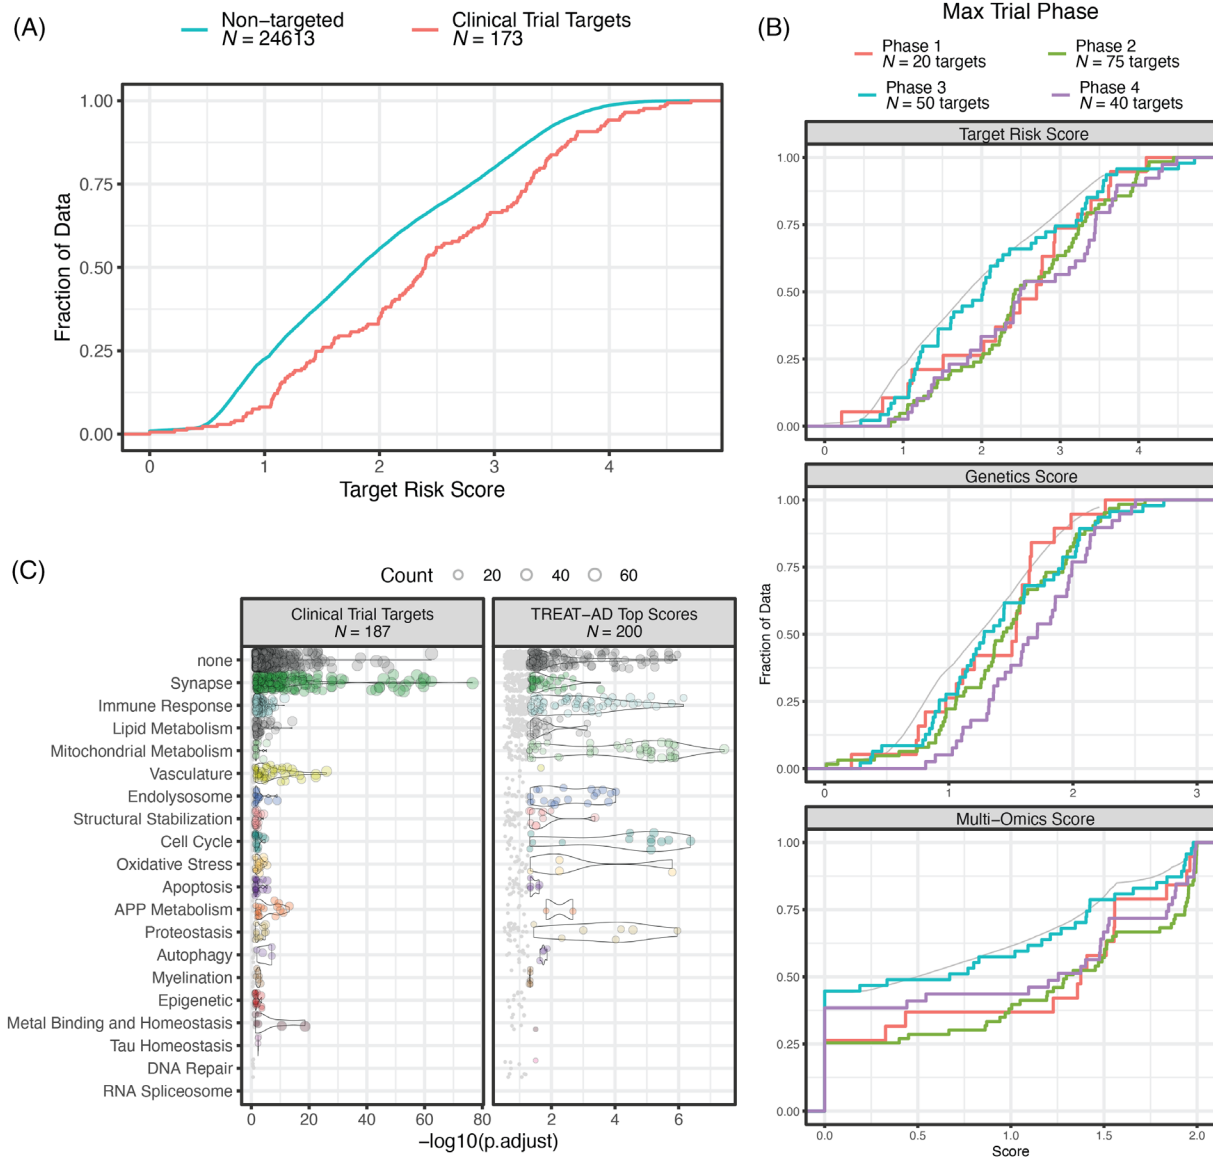 (A)
Non−targeted
N = 24613
Clinical Trial Targets
N = 173
Fraction of Data
1.00
0.75
0.50
0.25
0.00
0 1 2 3 4
Target Risk Score
(B)
Max Trial Phase
Phase 1
N = 20 targets
Phase 2
N = 75 targets
Phase 3
N = 50 targets
Phase 4
N = 40 targets
Target Risk Score
1.00
0.75
0.50
0.25
0.00
0 1 2 3 4
Genetics Score
Fraction of Data
1.00
0.75
0.50
0.25
0.00
0 1 2 3
Multi−Omics Score
1.00
0.75
0.50
0.25
0.00
0.0 0.5 1.0 1.5 2.0
Score
(C)
Count 20 40 60
Clinical Trial Targets
N = 187
TREAT−AD Top Scores
N = 200
none
Synapse
Immune Response
Lipid Metabolism
Mitochondrial Metabolism
Vasculature
Endolysosome
Structural Stabilization
Cell Cycle
Oxidative Stress
Apoptosis
APP Metabolism
Proteostasis
Autophagy
Myelination
Epigenetic
Metal Binding and Homeostasis
Tau Homeostasis
DNA Repair
RNA Spliceosome
0 20 40 60 80
2 4 6
−log10(p.adjust)